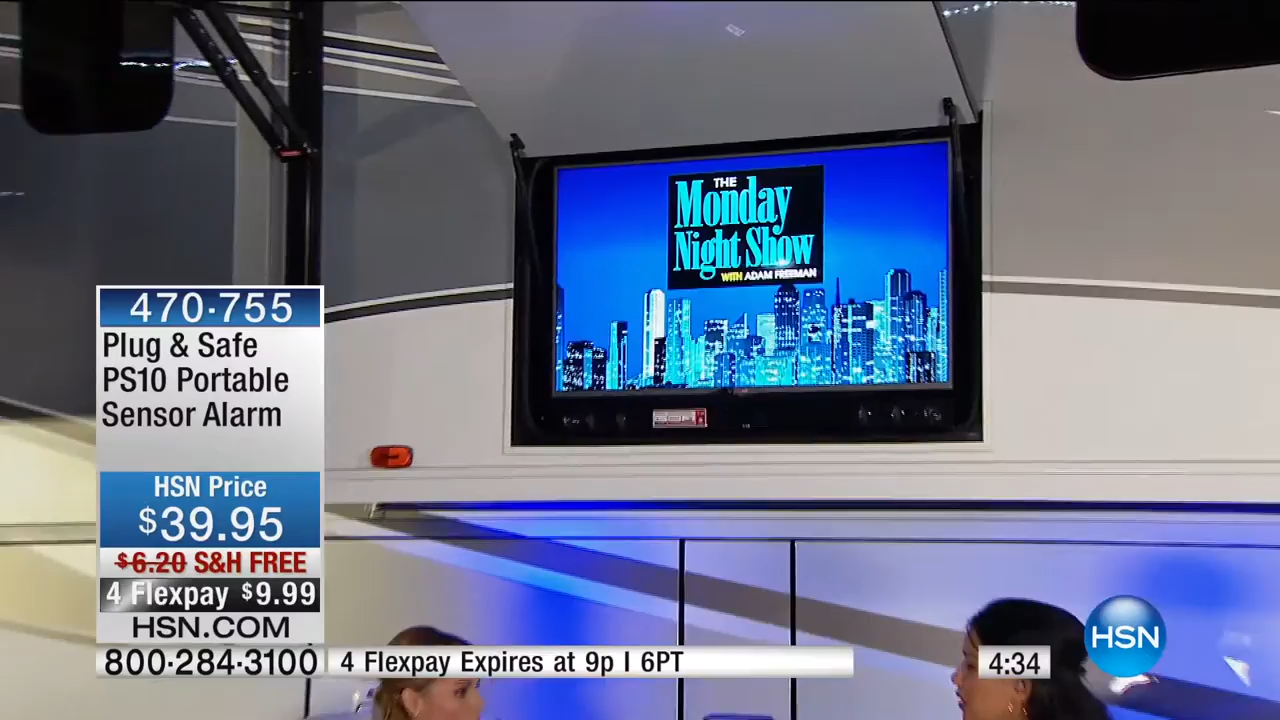 THE
Monday
Night Show
WITH ADAM FREEMAN
470·755
Plug & Safe
PS10 Portable
Sensor Alarm
HSN Price
$39.95
$6.20 S&H FREE
4 Flexpay $9.99
HSN.COM
800·284·3100
4 Flexpay Expires at 9p | 6PT
4:34
HSN